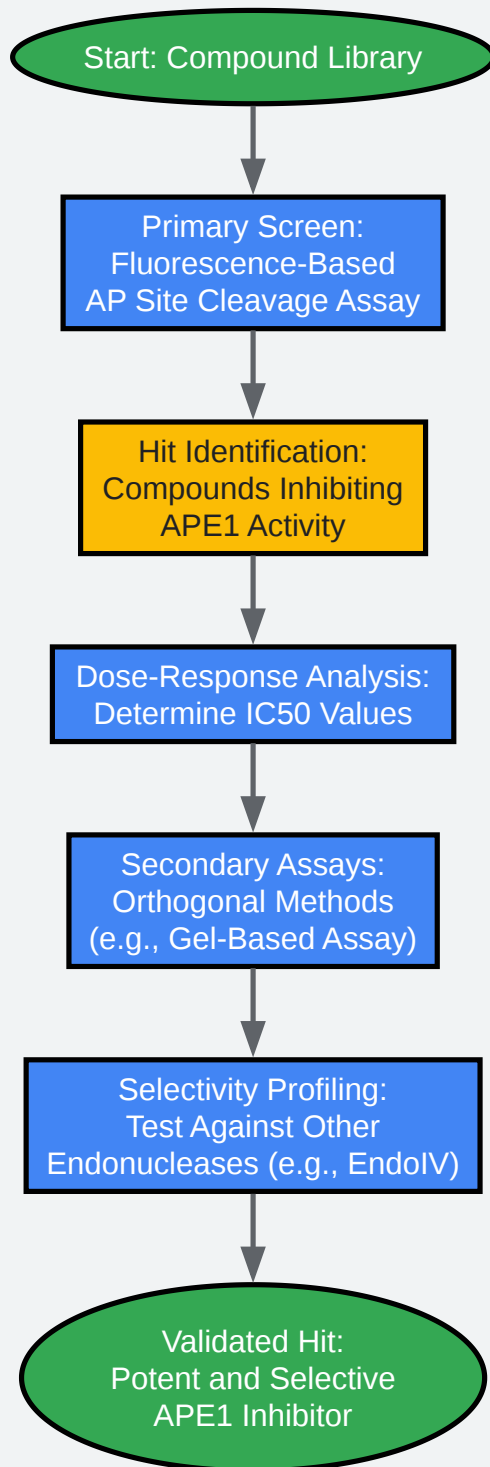 Start: Compound Library
Primary Screen:
Fluorescence-Based
AP Site Cleavage Assay
Hit Identification:
Compounds Inhibiting
APE1 Activity
Dose-Response Analysis:
Determine IC50 Values
Secondary Assays:
Orthogonal Methods
(e.g., Gel-Based Assay)
Selectivity Profiling:
Test Against Other
Endonucleases (e.g., EndoIV)
Validated Hit:
Potent and Selective
APE1 Inhibitor